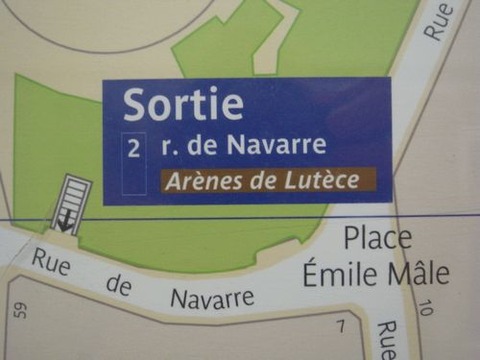 Sortie
2 r. de Navarre
Arènes de Lutèce
Rue
Place
Émile Mâle
Rue de Navarre
59
7
10
Rue